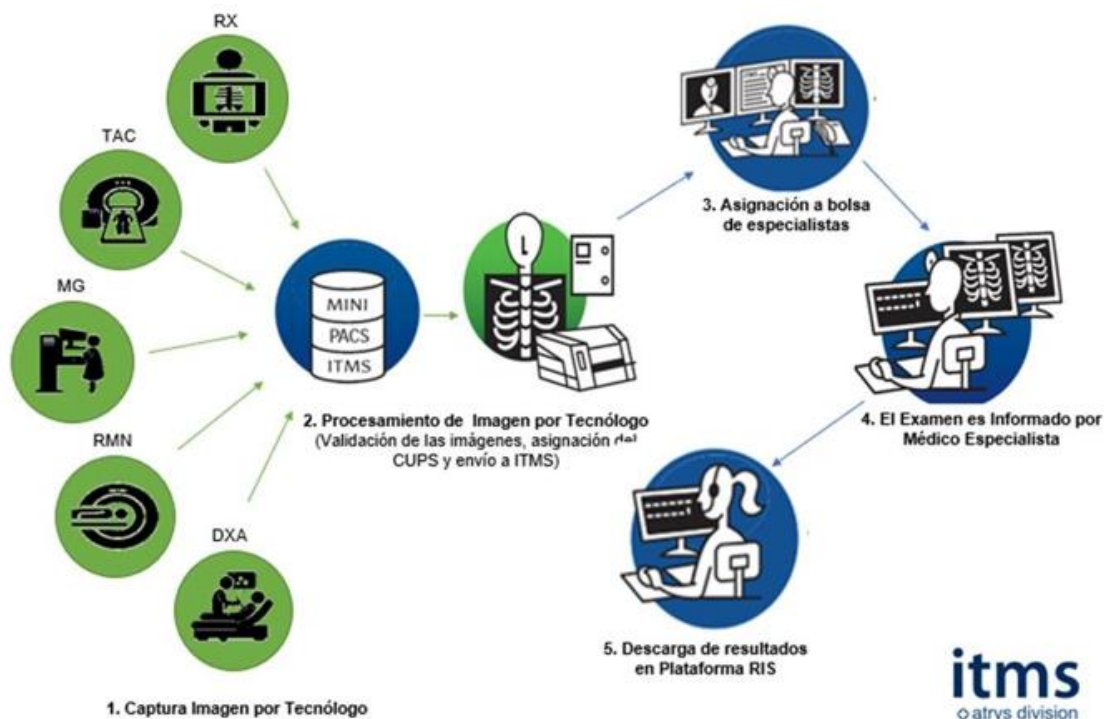 RX
TAC
MG
RMN
DXA
1. Captura Imagen por Tecnólogo
MINI
PACS
ITMS
2. Procesamiento de Imagen por Tecnólogo
(Validación de las imágenes, asignación del
CUPS y envío a ITMS)
3. Asignación a bolsa
de especialistas
4. El Examen es Informado por
Médico Especialista
5. Descarga de resultados
en Plataforma RIS
itms
atrys division